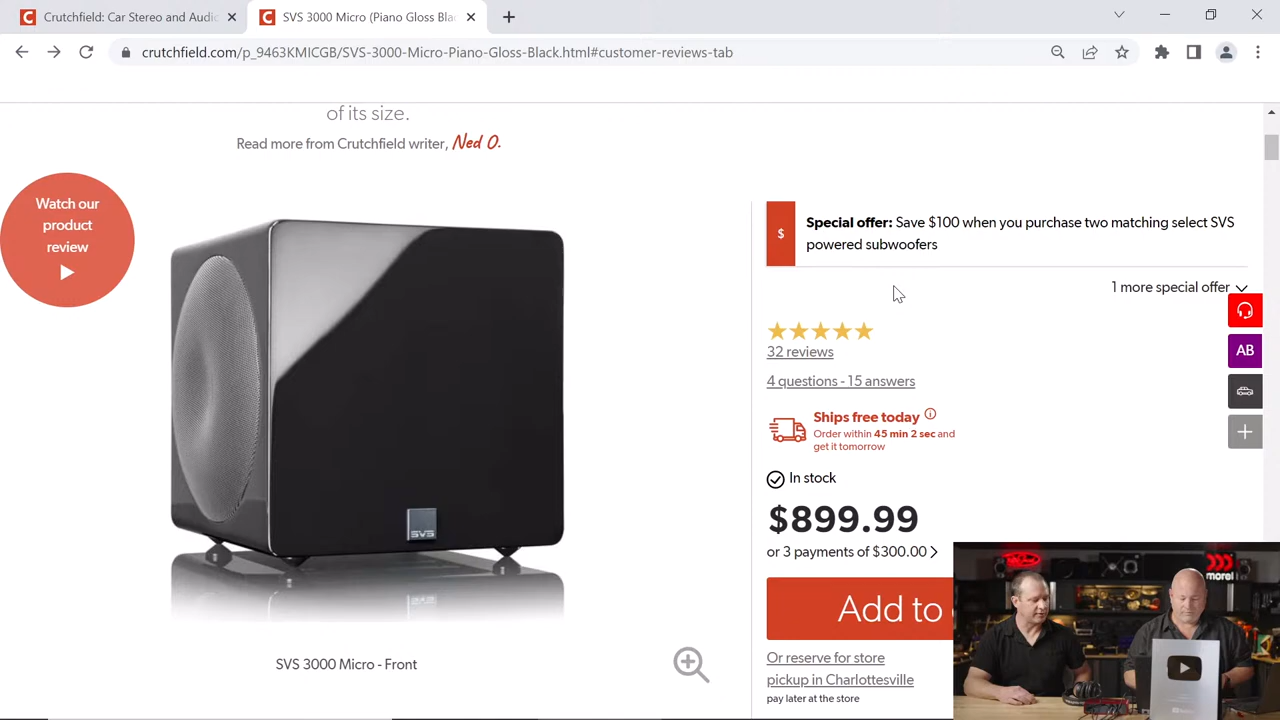 Crutchfield: Car Stereo and Audio
SVS 3000 Micro (Piano Gloss Bla
crutchfield.com/p_9463KMICGB/SVS-3000-Micro-Piano-Gloss-Black.html#customer-reviews-tab
of its size.
Read more from Crutchfield writer, Ned O.
Watch our
product
review
Special offer: Save $100 when you purchase two matching select SVS
powered subwoofers
$
1 more special offer
32 reviews
4 questions - 15 answers
Ships free today
Order within 45 min 2 sec and
get it tomorrow
In stock
$899.99
or 3 payments of $300.00
Add to
Or reserve for store
pickup in Charlottesville
pay later at the store
AB
SVS
SVS 3000 Micro - Front
morel